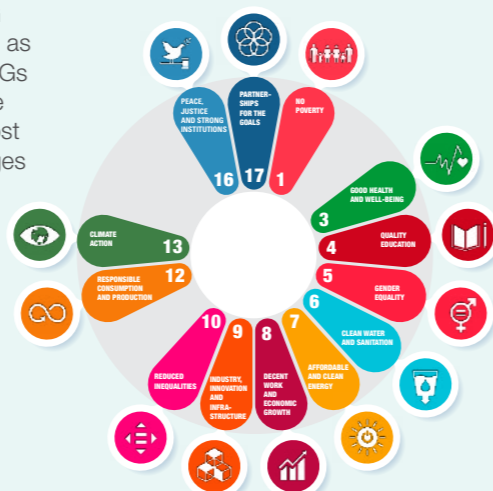 as
Gs
e
st
ges
PEACE,
JUSTICE
AND STRONG
INSTITUTIONS
16
PARTNER-
SHIPS
FOR THE
GOALS
17
NO
POVERTY
1
GOOD HEALTH
AND WELL-BEING
3
QUALITY
EDUCATION
4
GENDER
EQUALITY
5
CLEAN WATER
AND SANITATION
6
AFFORDABLE
AND CLEAN
ENERGY
7
DECENT
WORK
AND
ECONOMIC
GROWTH
8
INDUSTRY,
INNOVATION
AND
INFRA-
STRUCTURE
9
REDUCED
INEQUALITIES
10
RESPONSIBLE
CONSUMPTION
AND PRODUCTION
12
CLIMATE
ACTION
13